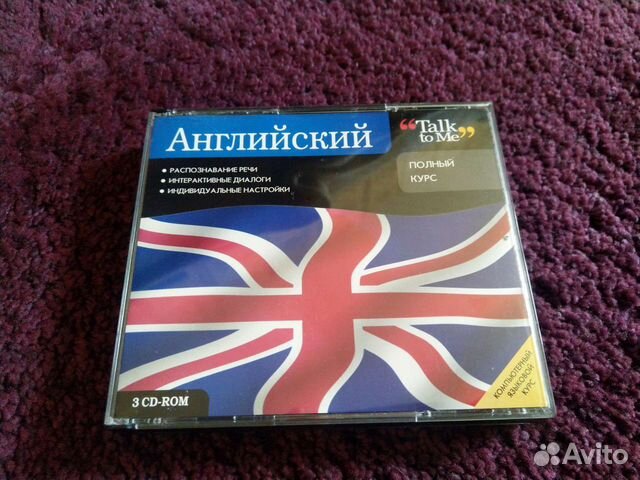 Английский
“Talk
to Me”
• РАСПОЗНАВАНИЕ РЕЧИ
• ИНТЕРАКТИВНЫЕ ДИАЛОГИ
• ИНДИВИДУАЛЬНЫЕ НАСТРОЙКИ
ПОЛНЫЙ
КУРС
3 CD-ROM
КОМПЬЮТЕРНЫЙ
ЯЗЫКОВОЙ
КУРС
Avito